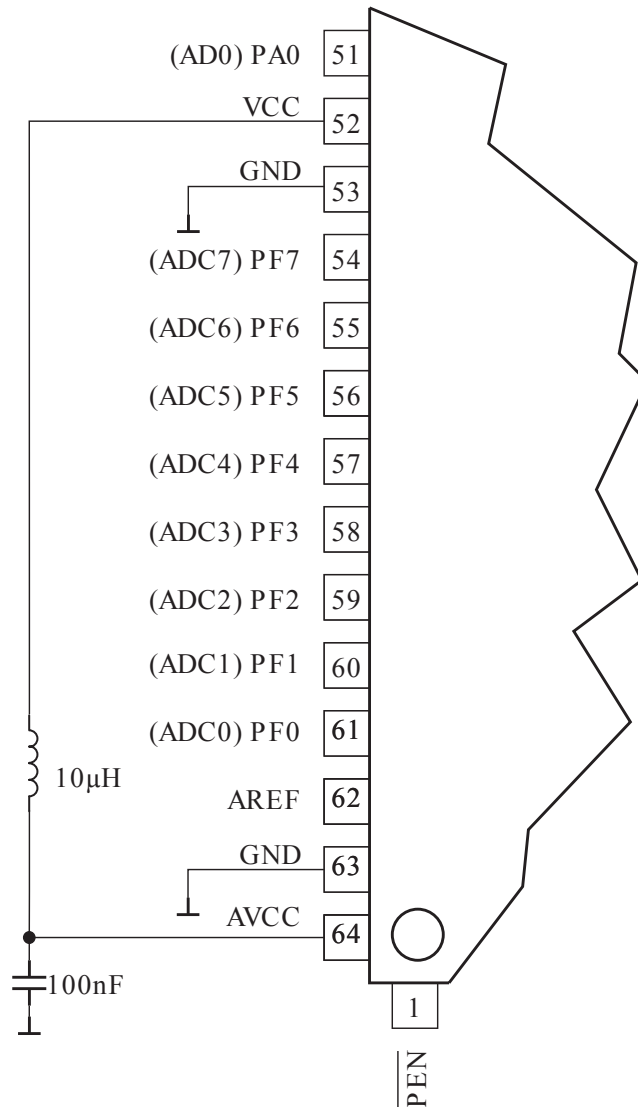 (AD0) PA0 51
VCC 52
GND 53
(ADC7) PF7 54
(ADC6) PF6 55
(ADC5) PF5 56
(ADC4) PF4 57
(ADC3) PF3 58
(ADC2) PF2 59
(ADC1) PF1 60
(ADC0) PF0 61
10μH
AREF 62
GND 63
AVCC 64
100nF
1
PEN